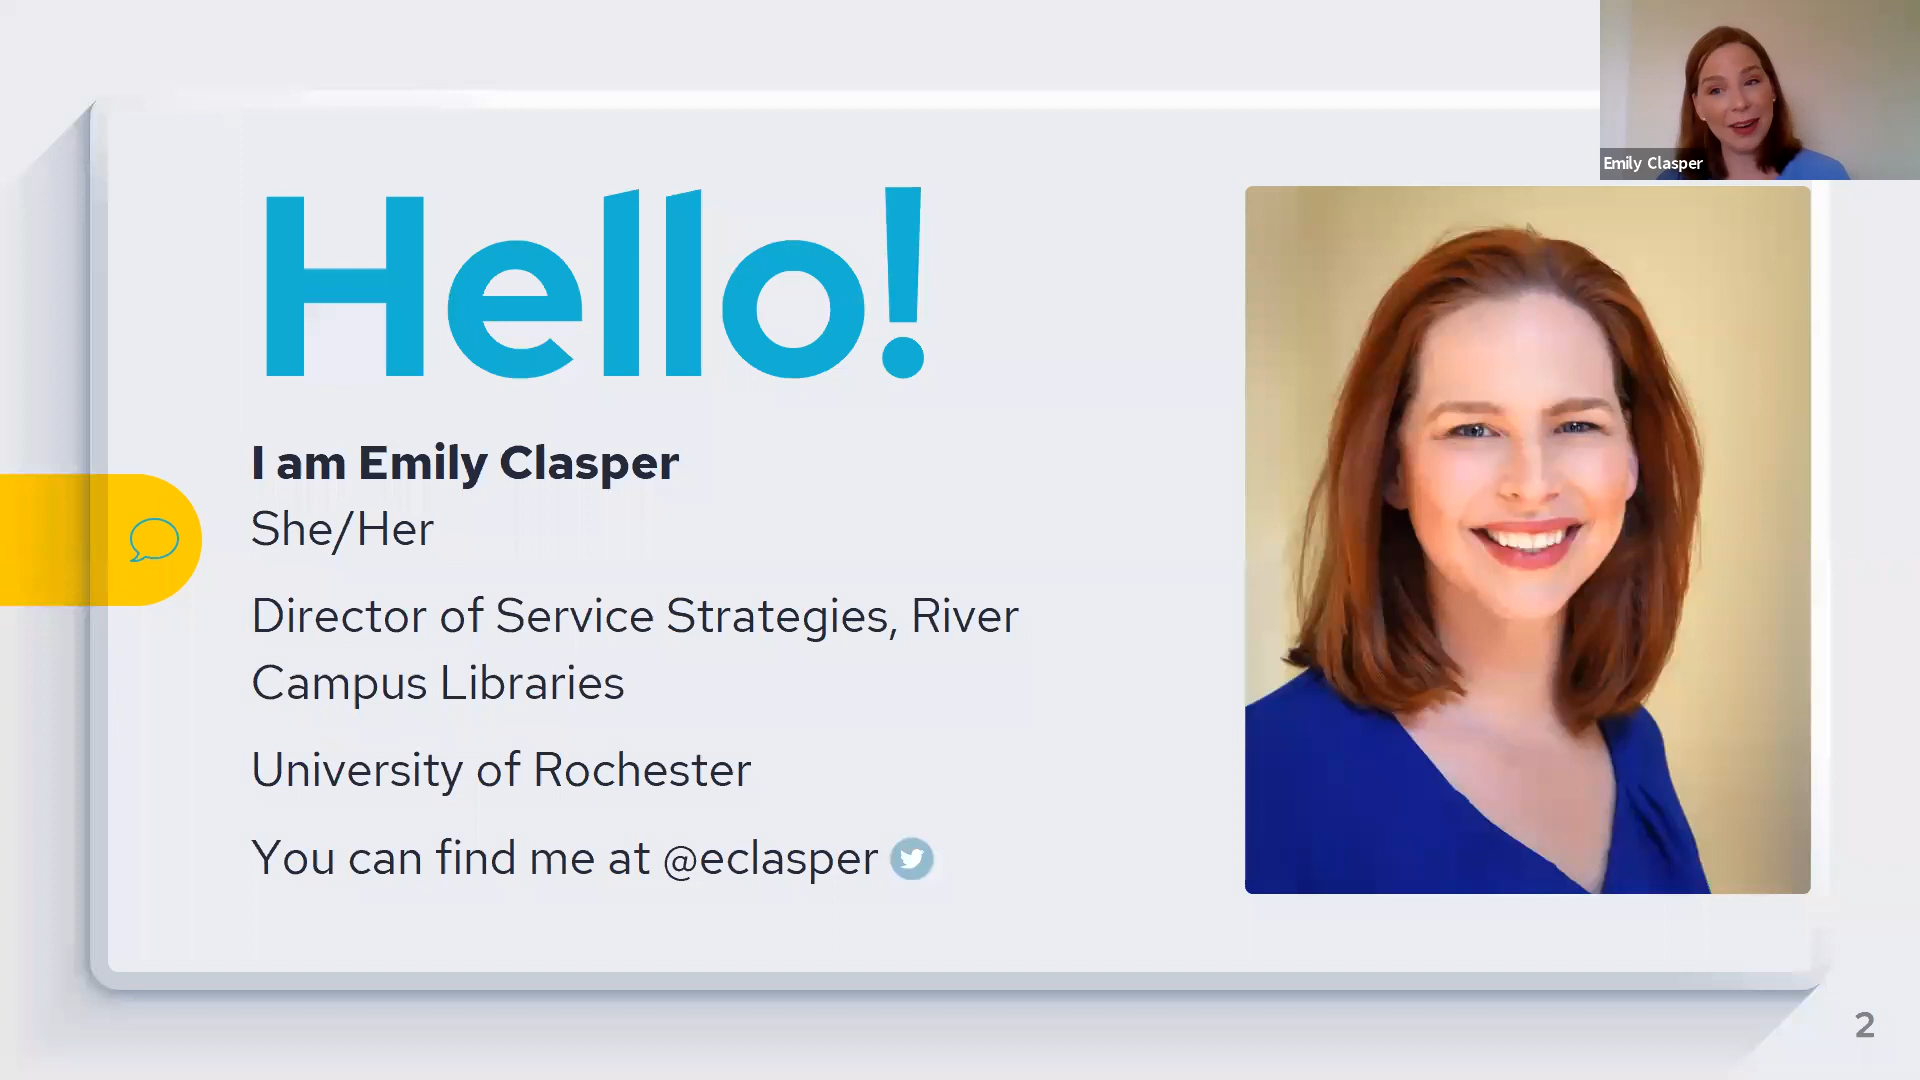 Emily Clasper
Hello!
I am Emily Clasper
She/Her
Director of Service Strategies, River
Campus Libraries
University of Rochester
You can find me at @eclasper
2